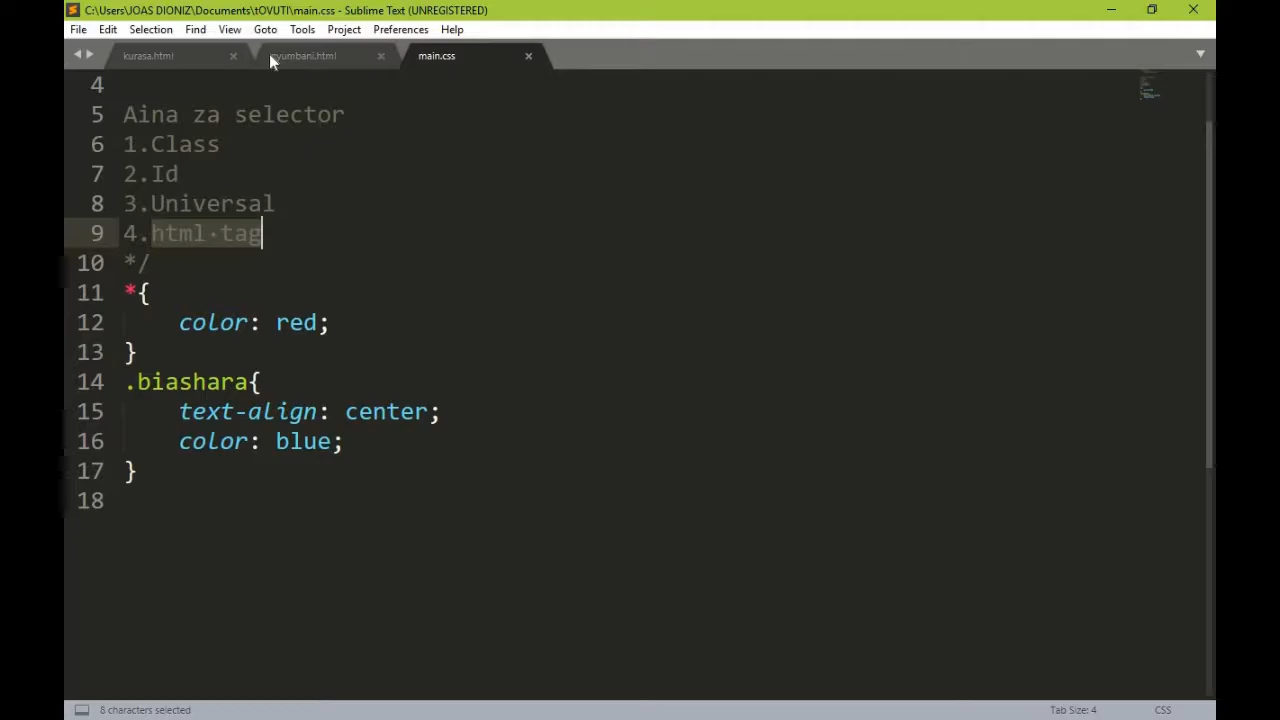 C:\Users\JOAS DIONIZ\Documents\tOVUTI\main.css - Sublime Text (UNREGISTERED)
File Edit Selection Find View Goto Tools Project Preferences Help
kurasa.html yumbani.html main.css
4
5 Aina za selector
6 1.Class
7 2.Id
8 3.Universal
9 4.html·tag
10 */
11 *{
12 color: red;
13 }
14 .biashara{
15 text-align: center;
16 color: blue;
17 }
18
8 characters selected Tab Size: 4 CSS